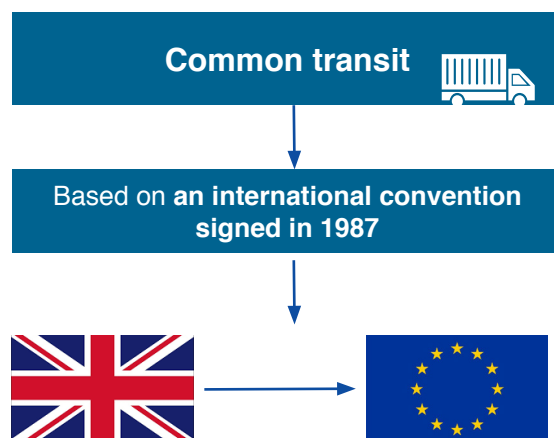 Common transit
Based on an international convention
signed in 1987